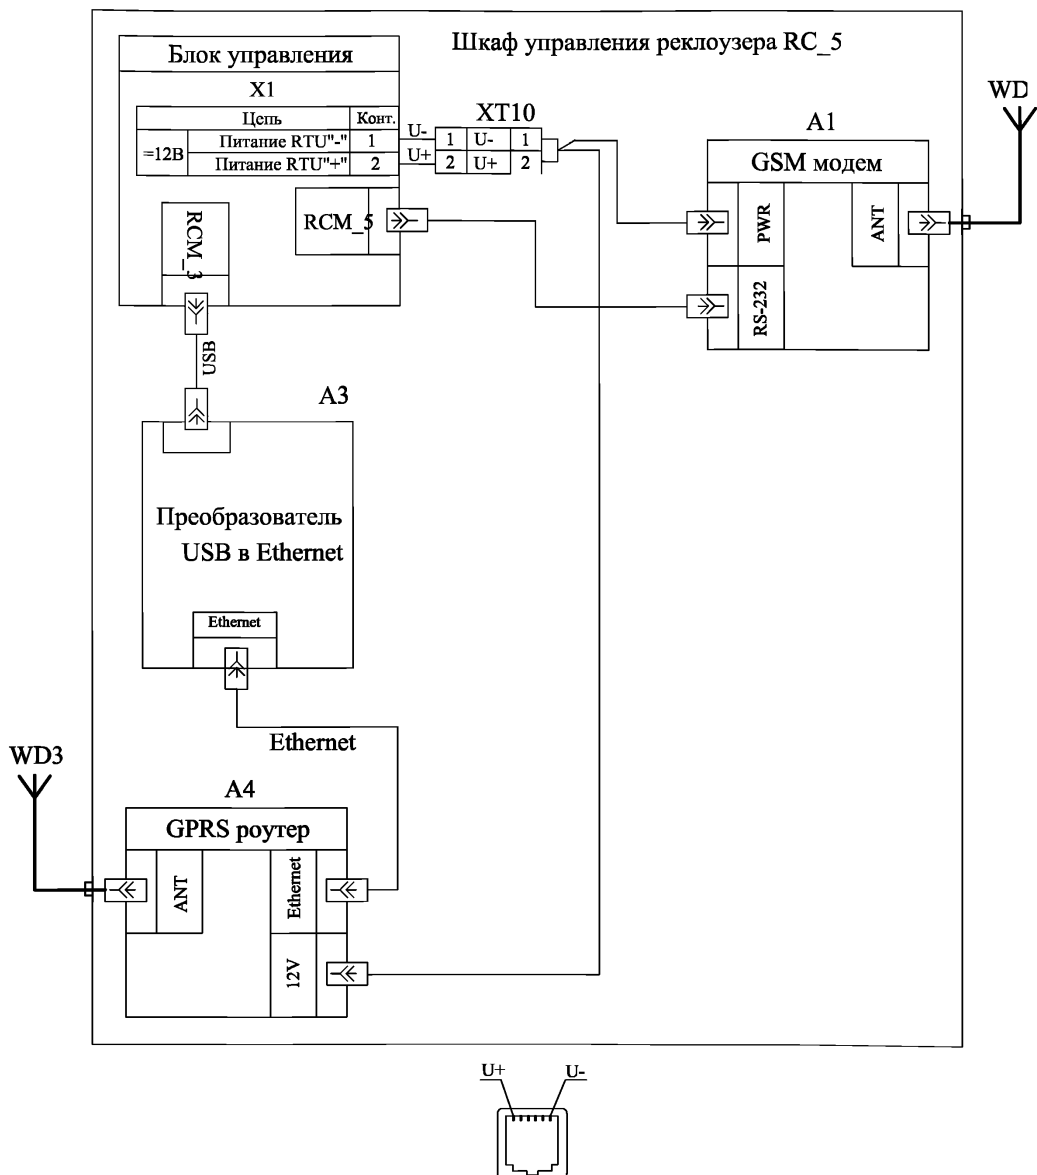 Шкаф управления реклоузера RC_5
Блок управления
X1
Цепь Конт.
=12В
Питание RTU"-" 1
Питание RTU"+" 2
U-
U+
XT10
1 U- 1
2 U+ 2
RCM_5
RCM_3
USB
WD
A1
GSM модем
PWR
ANT
RS-232
A3
Преобразователь
USB в Ethernet
Ethernet
Ethernet
WD3
A4
GPRS роутер
ANT
Ethernet
12V
U+ U-